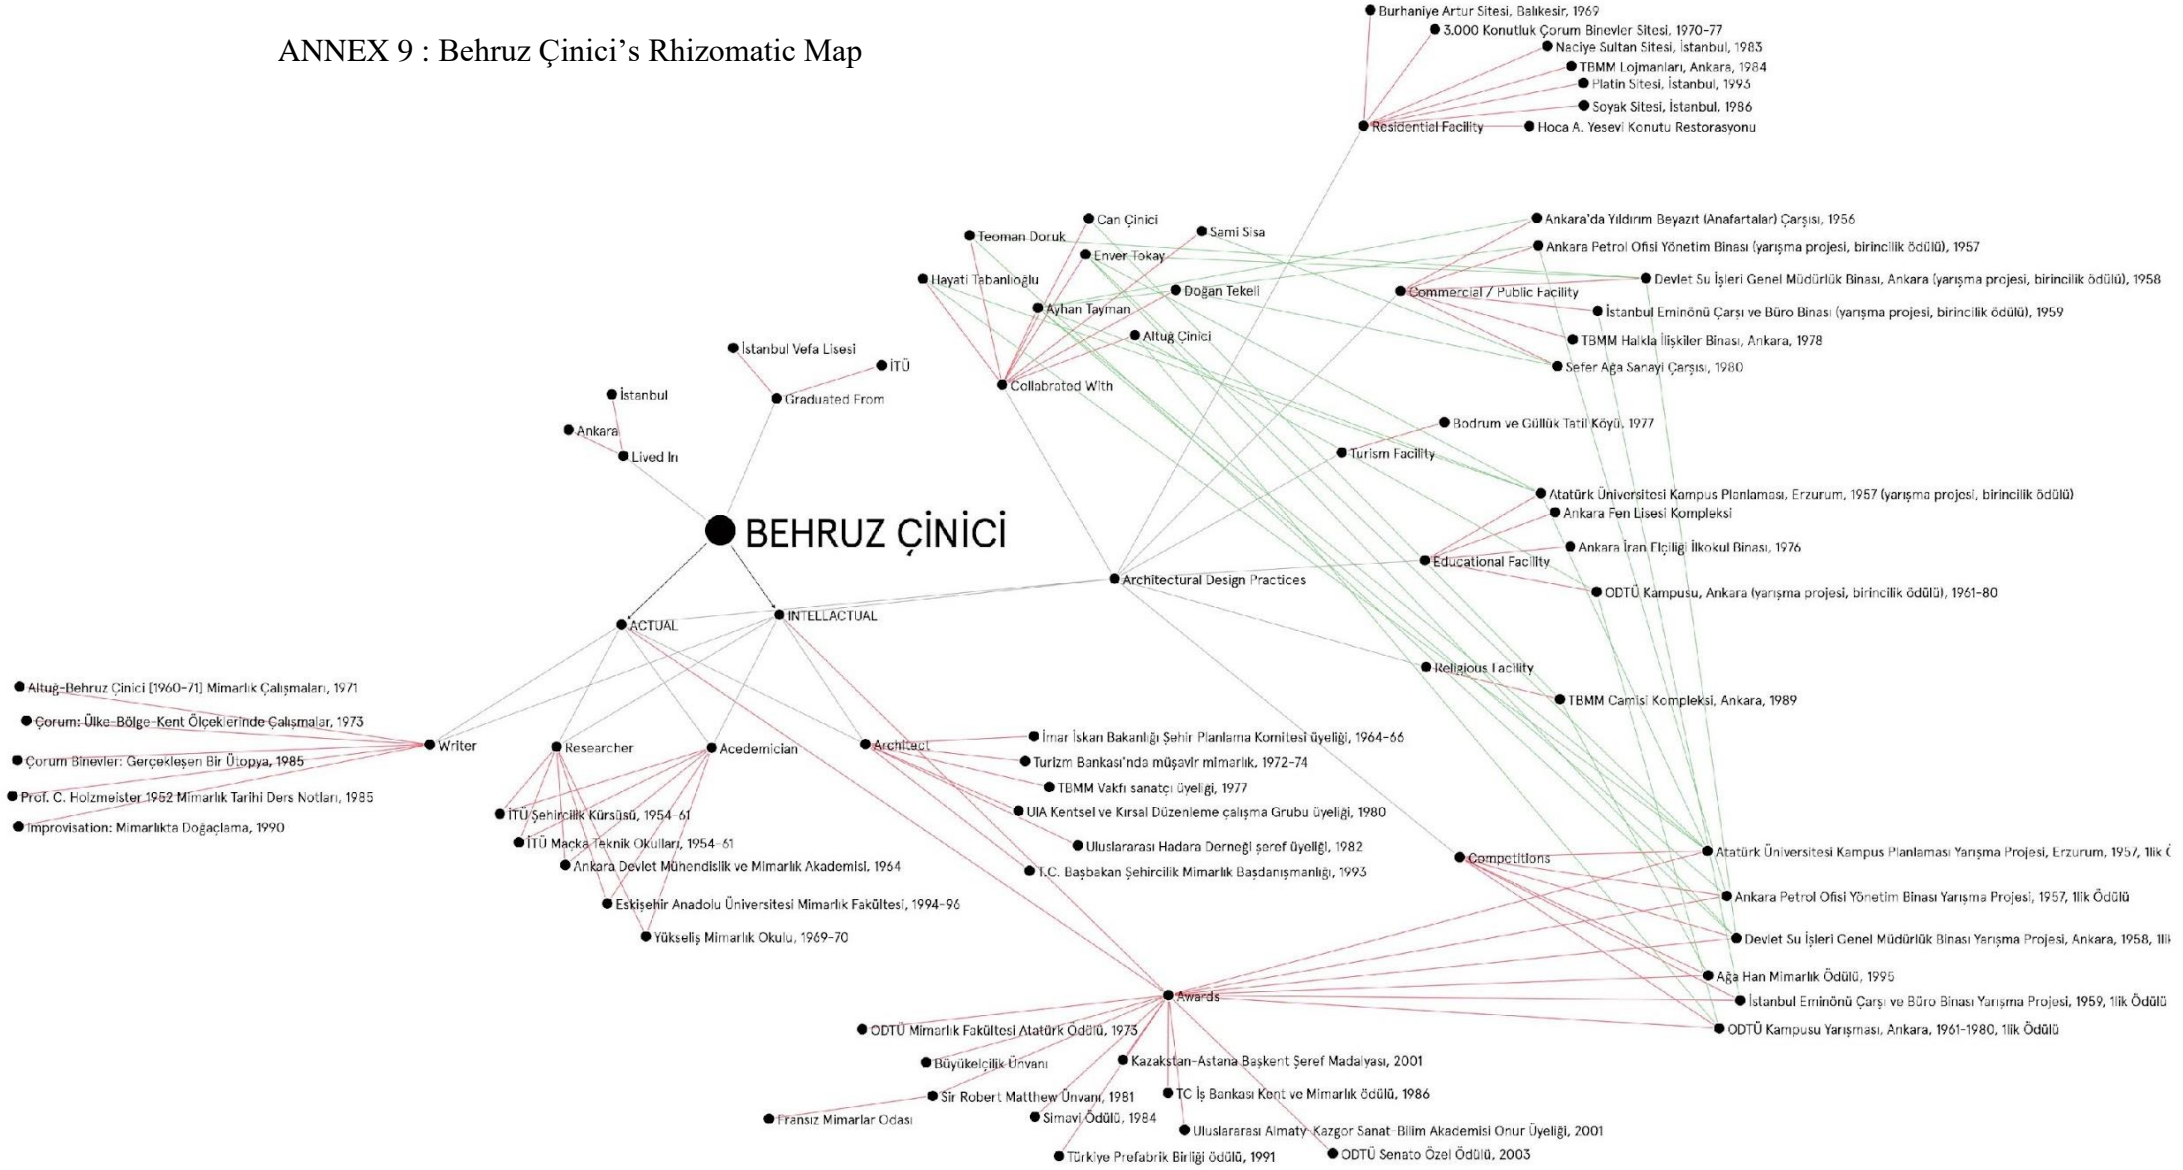 ANNEX 9 : Behruz Çinici’s Rhizomatic Map
Burhaniye Artur Sitesi, Balıkesir, 1969
3.000 Konutluk Çorum Binevler Sitesi, 1970-77
Naciye Sultan Sitesi, İstanbul, 1983
TBMM Lojmanları, Ankara, 1984
Platin Sitesi, İstanbul, 1993
Soyak Sitesi, İstanbul, 1986
Residential Facility
Hoca A. Yesevi Konutu Restorasyonu
Can Çinici
Teoman Doruk
Sami Sisa
Enver Tokay
Hayati Tabanlıoğlu
Doğan Tekeli
Ayhan Tayman
Altuğ Çinici
Collabrated With
Ankara'da Yıldırım Beyazıt (Anafartalar) Çarşısı, 1956
Ankara Petrol Ofisi Yönetim Binası (yarışma projesi, birincilik ödülü), 1957
Devlet Su İşleri Genel Müdürlük Binası, Ankara (yarışma projesi, birincilik ödülü), 1958
Commercial / Public Facility
İstanbul Eminönü Çarşı ve Büro Binası (yarışma projesi, birincilik ödülü), 1959
TBMM Halkla İlişkiler Binası, Ankara, 1978
Sefer Ağa Sanayi Çarşısı, 1980
İstanbul Vefa Lisesi
İTÜ
Graduated From
İstanbul
Ankara
Lived In
Bodrum ve Güllük Tatil Köyü, 1977
Turism Facility
BEHRUZ ÇİNİCİ
Atatürk Üniversitesi Kampus Planlaması, Erzurum, 1957 (yarışma projesi, birincilik ödülü)
Ankara Fen Lisesi Kompleksi
Ankara İran Elçiliği İlkokul Binası, 1976
Educational Facility
ODTÜ Kampusu, Ankara (yarışma projesi, birincilik ödülü), 1961-80
Architectural Design Practices
ACTUAL
INTELLACTUAL
Religious Facility
TBMM Camisi Kompleksi, Ankara, 1989
Altuğ-Behruz Çinici [1960-71] Mimarlık Çalışmaları, 1971
Çorum: Ülke-Bölge-Kent Ölçeklerinde Çalışmalar, 1973
Writer
Çorum Binevler: Gerçekleşen Bir Ütopya, 1985
Prof. C. Holzmeister 1952 Mimarlık Tarihi Ders Notları, 1985
Improvisation: Mimarlıkta Doğaçlama, 1990
Researcher
Acedemician
Architect
İTÜ Şehircilik Kürsüsü, 1954-61
İTÜ Maçka Teknik Okulları, 1954-61
Ankara Devlet Mühendislik ve Mimarlık Akademisi, 1964
Eskişehir Anadolu Üniversitesi Mimarlık Fakültesi, 1994-96
Yükseliş Mimarlık Okulu, 1969-70
İmar İskan Bakanlığı Şehir Planlama Komitesi üyeliği, 1964-66
Turizm Bankası'nda müşavir mimarlık, 1972-74
TBMM Vakfı sanatçı üyeliği, 1977
UIA Kentsel ve Kırsal Düzenleme çalışma Grubu üyeliği, 1980
Uluslararası Hadara Derneği şeref üyeliği, 1982
T.C. Başbakan Şehircilik Mimarlık Başdanışmanlığı, 1993
Competitions
Atatürk Üniversitesi Kampus Planlaması Yarışma Projesi, Erzurum, 1957, 1lik
Ankara Petrol Ofisi Yönetim Binası Yarışma Projesi, 1957, 1lik Ödülü
Devlet Su İşleri Genel Müdürlük Binası Yarışma Projesi, Ankara, 1958,
Ağa Han Mimarlık Ödülü, 1995
İstanbul Eminönü Çarşı ve Büro Binası Yarışma Projesi, 1959, 1lik Ödülü
ODTÜ Kampusu Yarışması, Ankara, 1961-1980, 1lik Ödülü
Awards
ODTÜ Mimarlık Fakültesi Atatürk Ödülü, 1973
Büyükelçilik Ünvanı
Sir Robert Matthew Ünvanı, 1981
Fransız Mimarlar Odası
Simavi Ödülü, 1984
Türkiye Prefabrik Birliği ödülü, 1991
Kazakstan-Astana Başkent Şeref Madalyası, 2001
TC İş Bankası Kent ve Mimarlık ödülü, 1986
Uluslararası Almaty Kazgor Sanat-Bilim Akademisi Onur Üyeliği, 2001
ODTÜ Senato Özel Ödülü, 2003